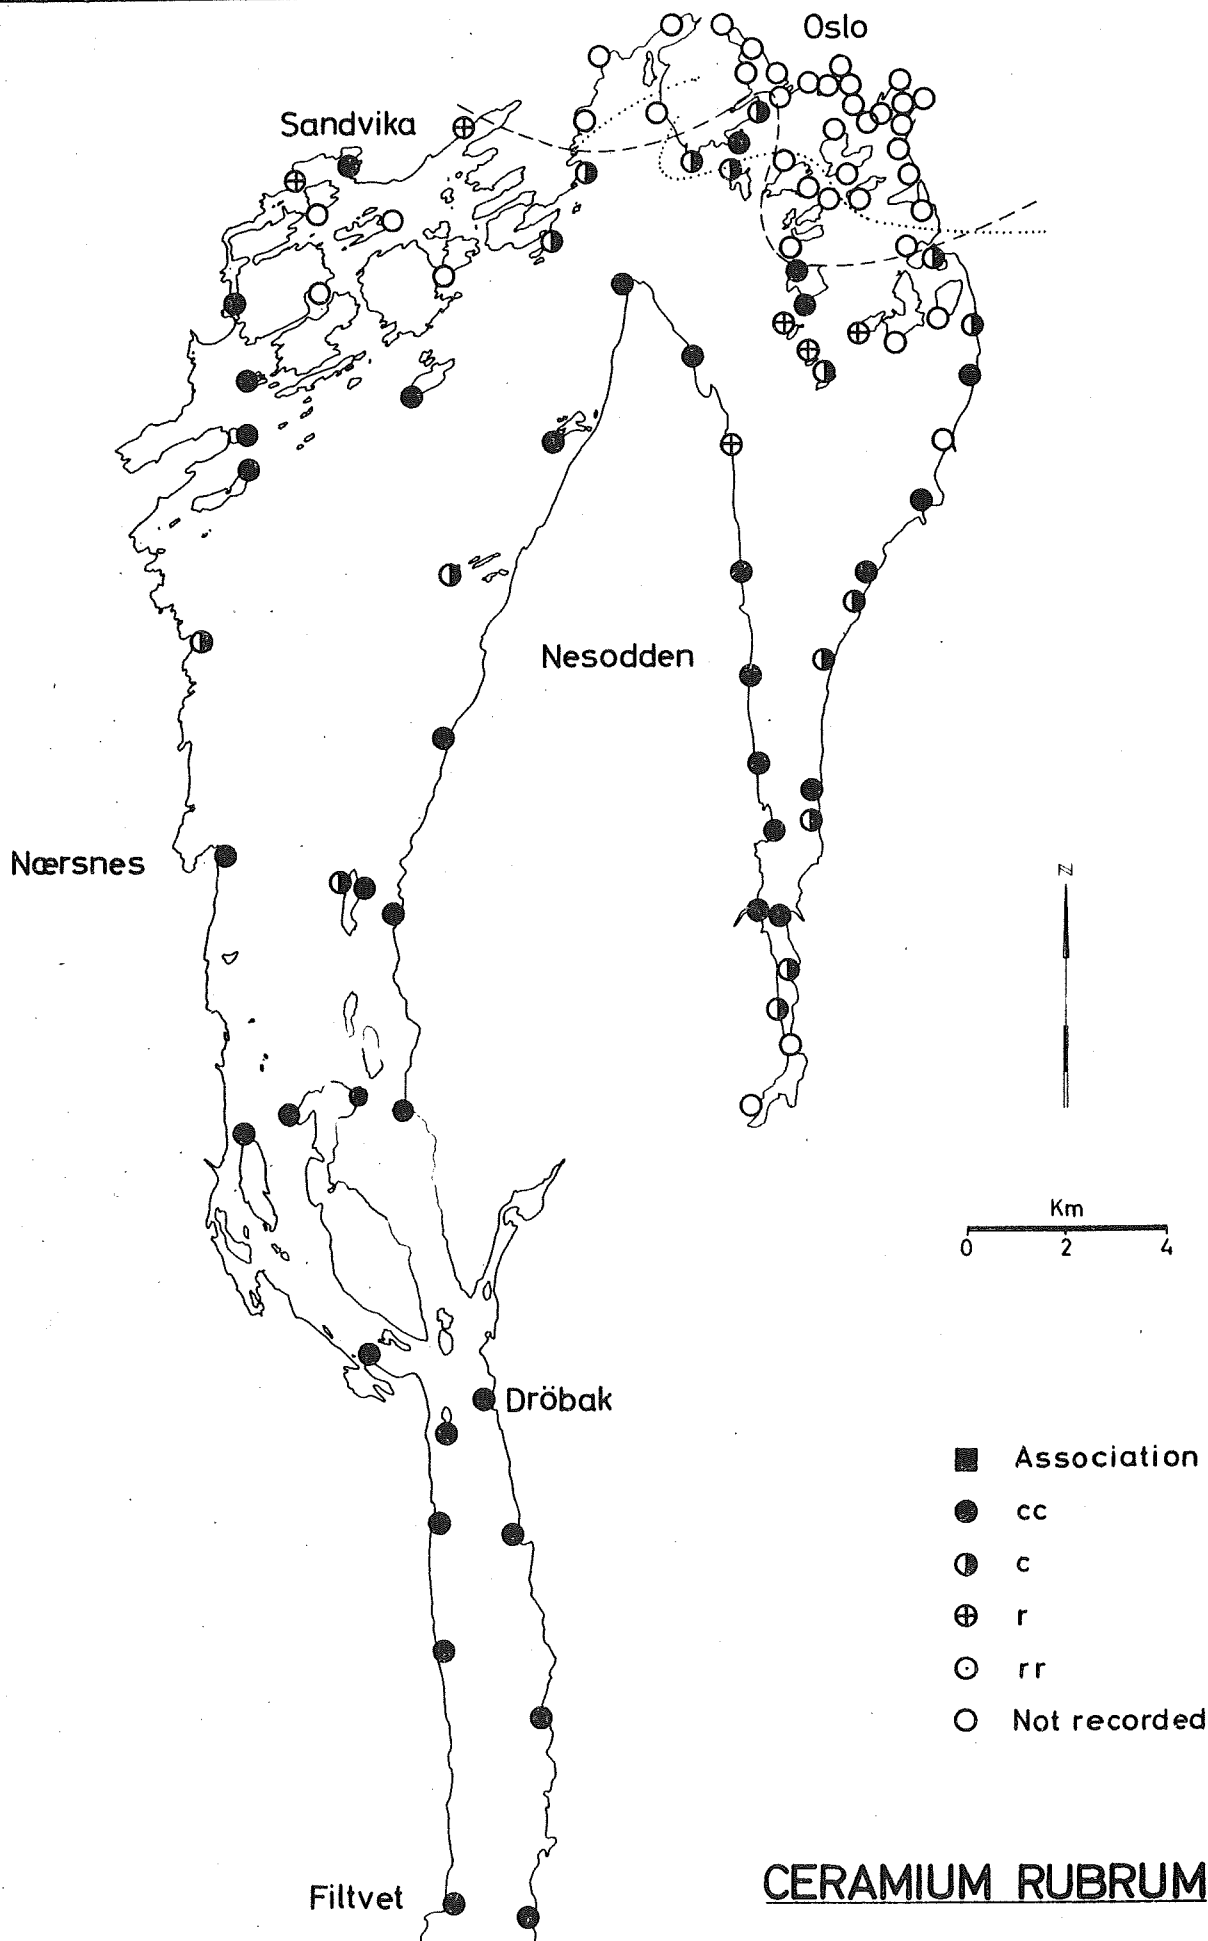 Oslo
Sandvika
Nesodden
Nærsnes
N
Km
0 2 4
Dröbak
Association
cc
c
r
rr
Not recorded
Filtvet
CERAMIUM RUBRUM